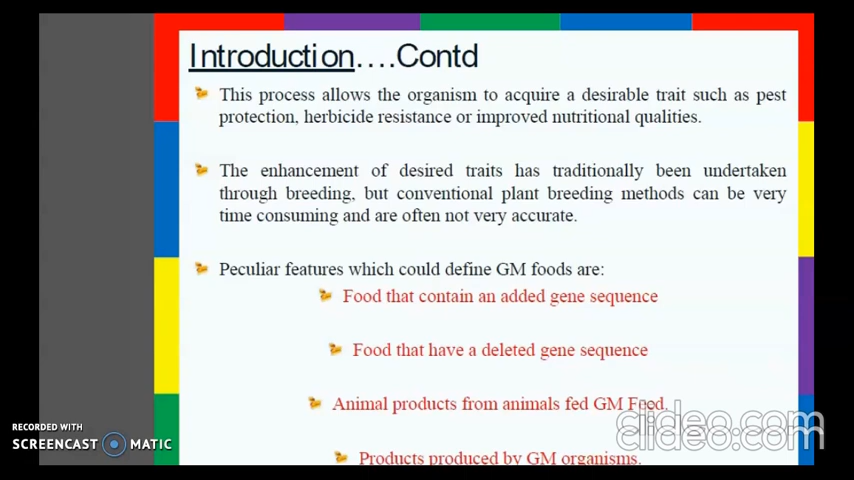 Introduction….Contd
This process allows the organism to acquire a desirable trait such as pest
protection, herbicide resistance or improved nutritional qualities.
The enhancement of desired traits has traditionally been undertaken
through breeding, but conventional plant breeding methods can be very
time consuming and are often not very accurate.
Peculiar features which could define GM foods are:
Food that contain an added gene sequence
Food that have a deleted gene sequence
Animal products from animals fed GM Food.
Products produced by GM organisms.
clideo.com
clideo.com
RECORDED WITH
SCREENCAST MATIC